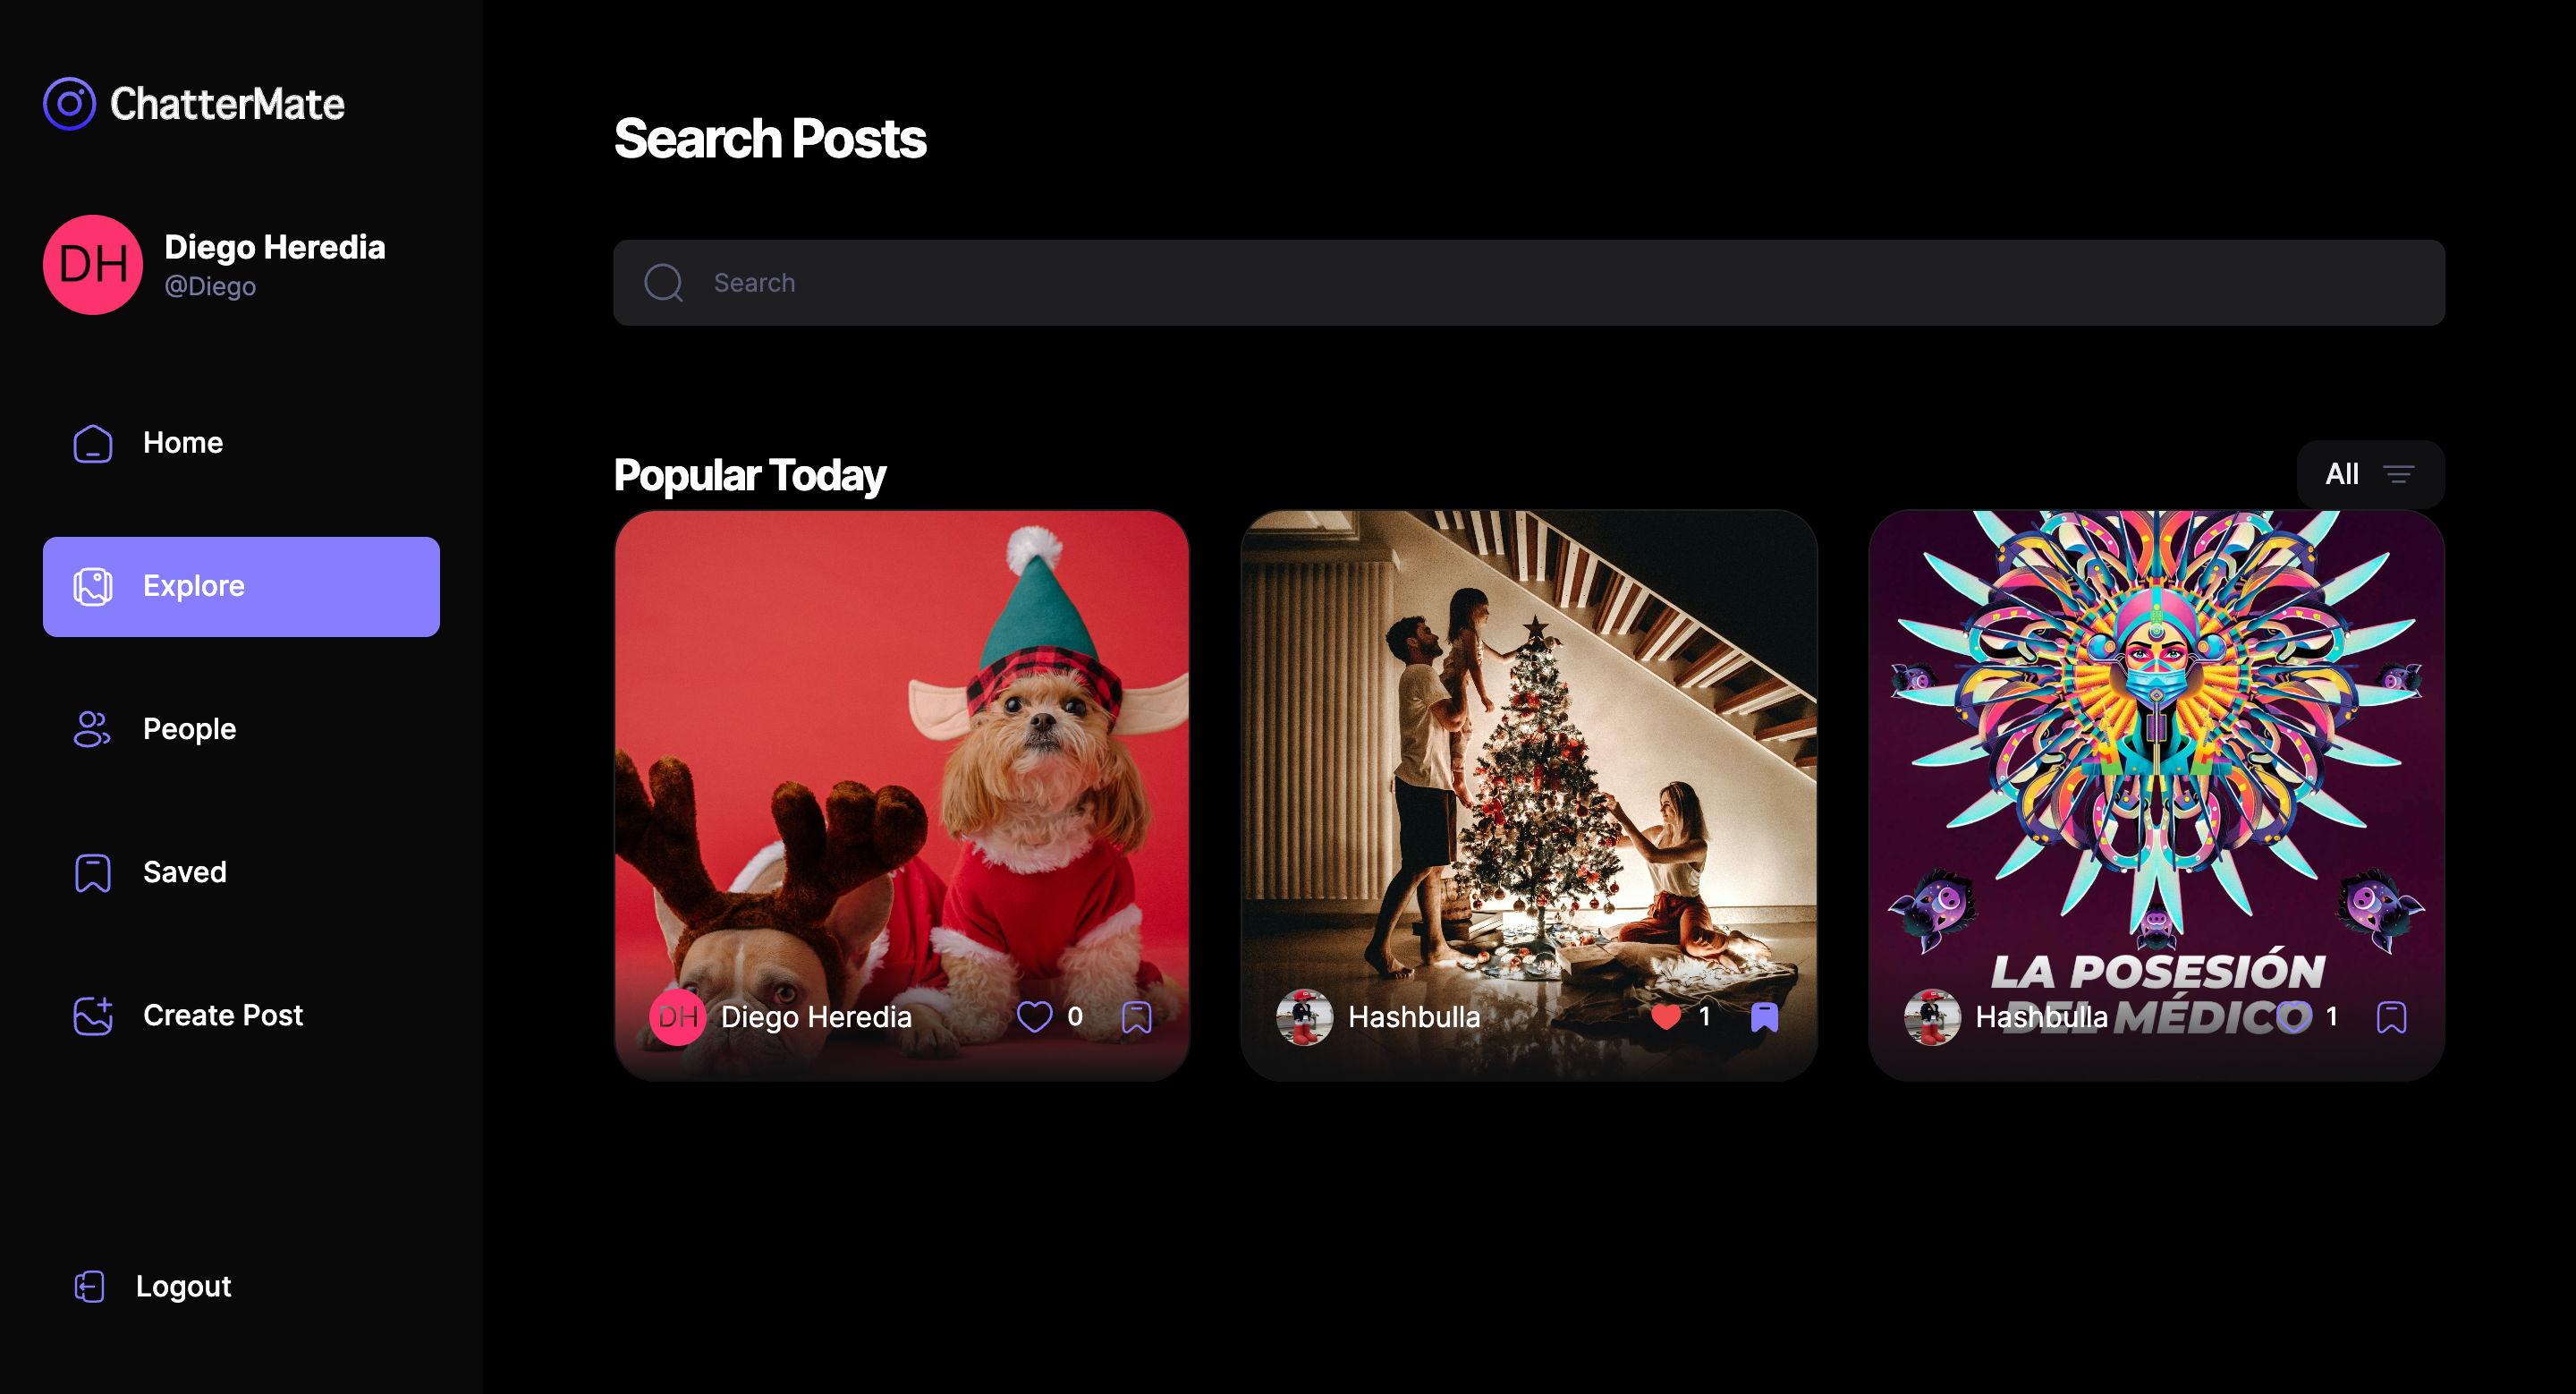 ChatterMate
DH
Diego Heredia
@Diego
Home
Explore
People
Saved
Create Post
Logout
Search Posts
Search
Popular Today
All
DH Diego Heredia 0
Hashbulla 1
LA POSESIÓN
DEL MÉDICO
Hashbulla 1